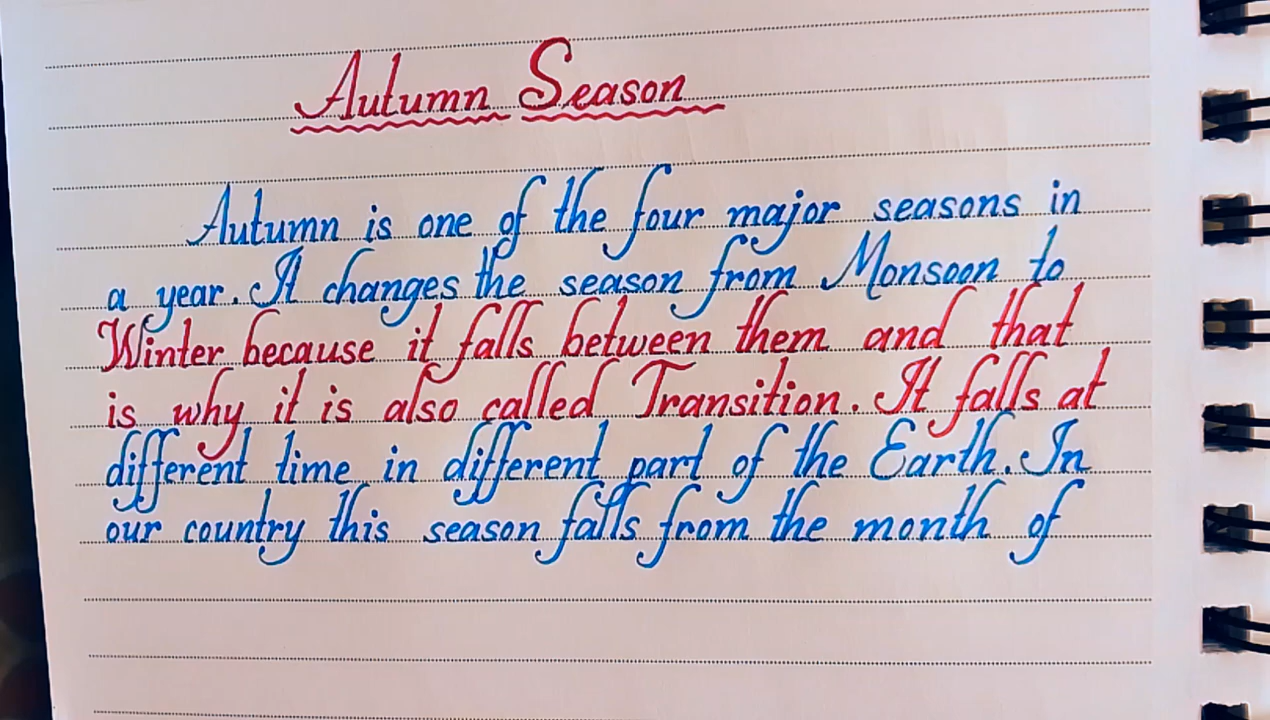 Autumn Season
Autumn is one of the four major seasons in
a year. It changes the season from Monsoon to
Winter because it falls between them and that
is why it is also called Transition. It falls at
different time in different part of the Earth. In
our country this season falls from the month of